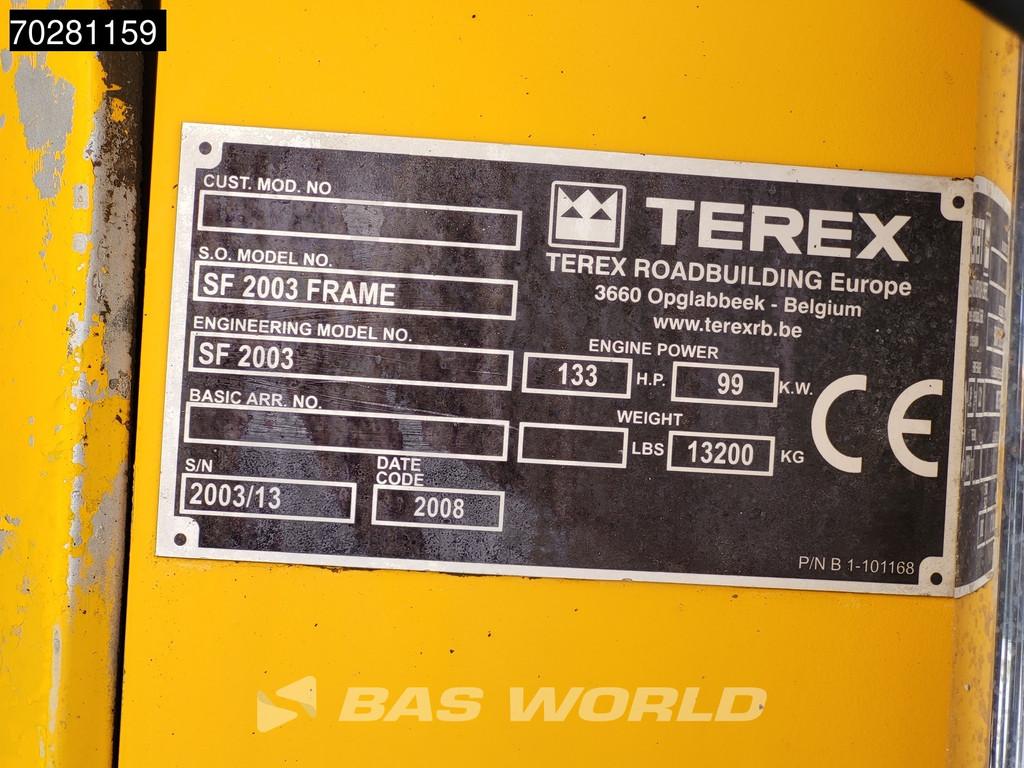 70281159
CUST. MOD. NO
S.O. MODEL NO.
SF 2003 FRAME
ENGINEERING MODEL NO.
SF 2003
BASIC ARR. NO.
S/N
2003/13
DATE CODE
2008
TEREX
TEREX ROADBUILDING Europe
3660 Opglabbeek - Belgium
www.terexrb.be
ENGINE POWER
133 H.P. 99 K.W.
WEIGHT
LBS 13200 KG
CE
P/N B 1-101168
BAS WORLD